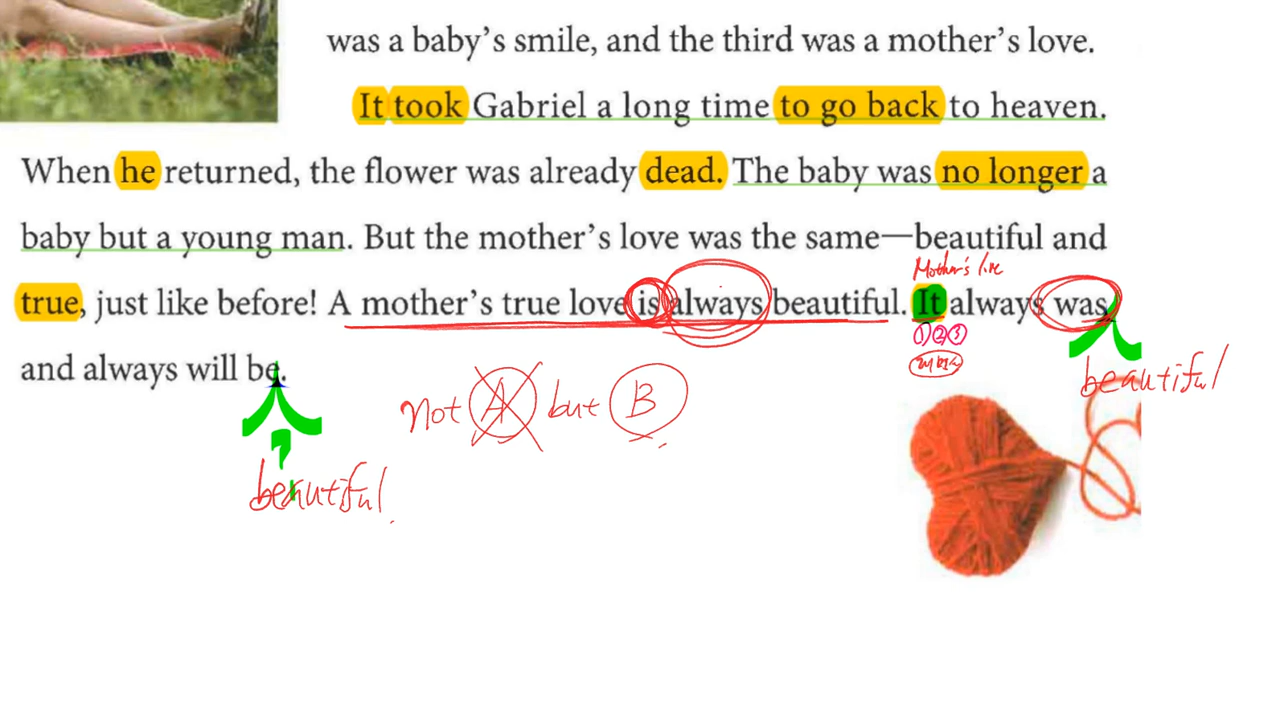 was a baby's smile, and the third was a mother's love.
It took Gabriel a long time to go back to heaven.
When he returned, the flower was already dead. The baby was no longer a
baby but a young man. But the mother's love was the same—beautiful and
Mother's love
true, just like before! A mother's true love is always beautiful. It always was
①②③
and always will be.
beautiful
not A but B
beautiful